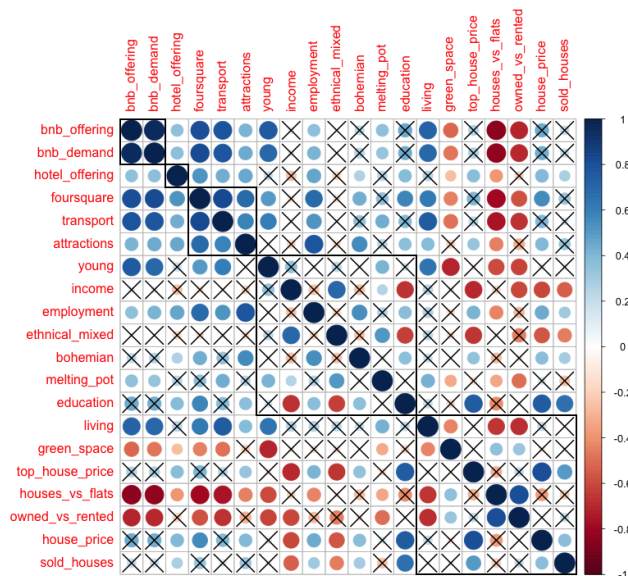 bnb_offering
bnb_demand
hotel_offering
foursquare
transport
attractions
young
income
employment
ethnical_mixed
bohemian
melting_pot
education
living
green_space
top_house_price
houses_vs_flats
owned_vs_rented
house_price
sold_houses
bnb_offering
bnb_demand
hotel_offering
foursquare
transport
attractions
young
income
employment
ethnical_mixed
bohemian
melting_pot
education
living
green_space
top_house_price
houses_vs_flats
owned_vs_rented
house_price
sold_houses
1
0.8
0.6
0.4
0.2
0
-0.2
-0.4
-0.6
-0.8
-1